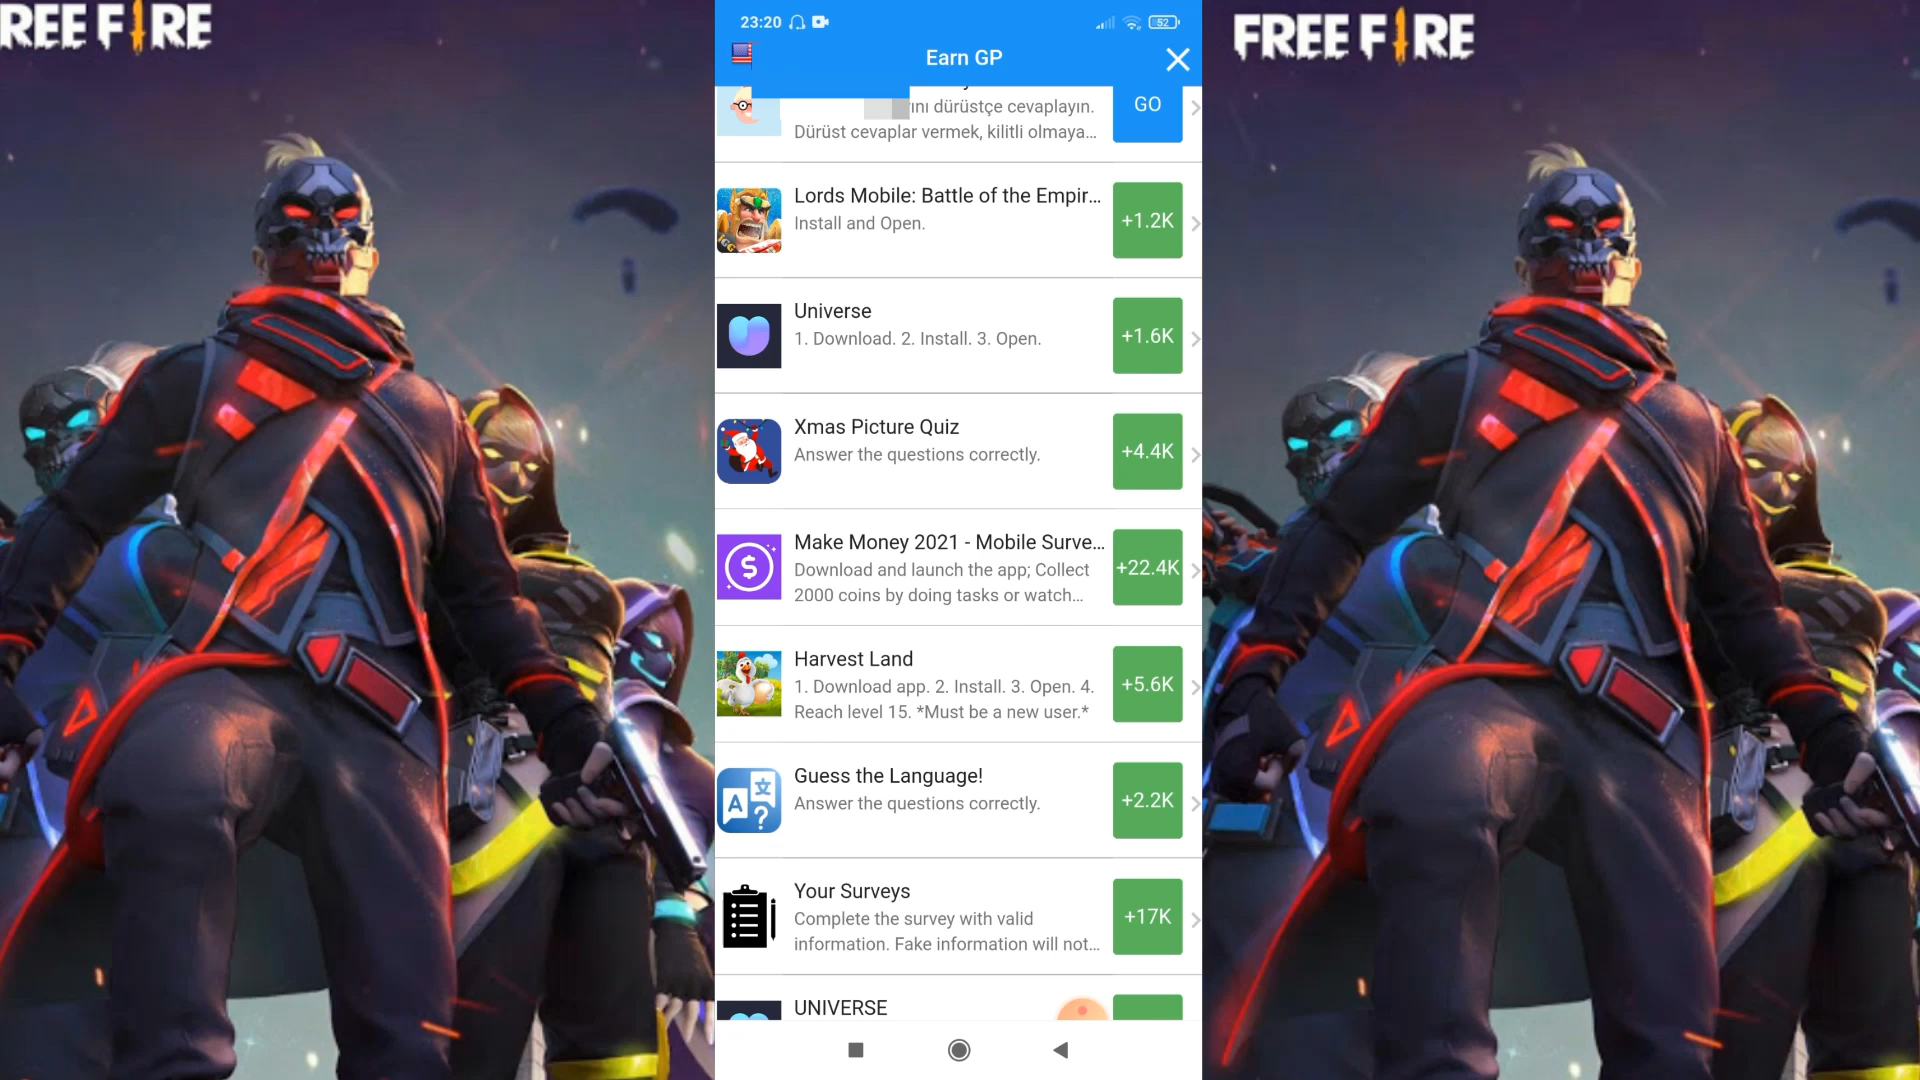 REE FIRE
FREE FIRE
23:20
52
Earn GP
ını dürüstçe cevaplayın.
Dürüst cevaplar vermek, kilitli olmaya...
GO
Lords Mobile: Battle of the Empir...
Install and Open.
+1.2K
IGG
Universe
1. Download. 2. Install. 3. Open.
+1.6K
Xmas Picture Quiz
Answer the questions correctly.
+4.4K
Make Money 2021 - Mobile Surve...
Download and launch the app; Collect
2000 coins by doing tasks or watch...
+22.4K
Harvest Land
1. Download app. 2. Install. 3. Open. 4.
Reach level 15. *Must be a new user.*
+5.6K
Guess the Language!
Answer the questions correctly.
+2.2K
A 文 ?
Your Surveys
Complete the survey with valid
information. Fake information will not...
+17K
UNIVERSE